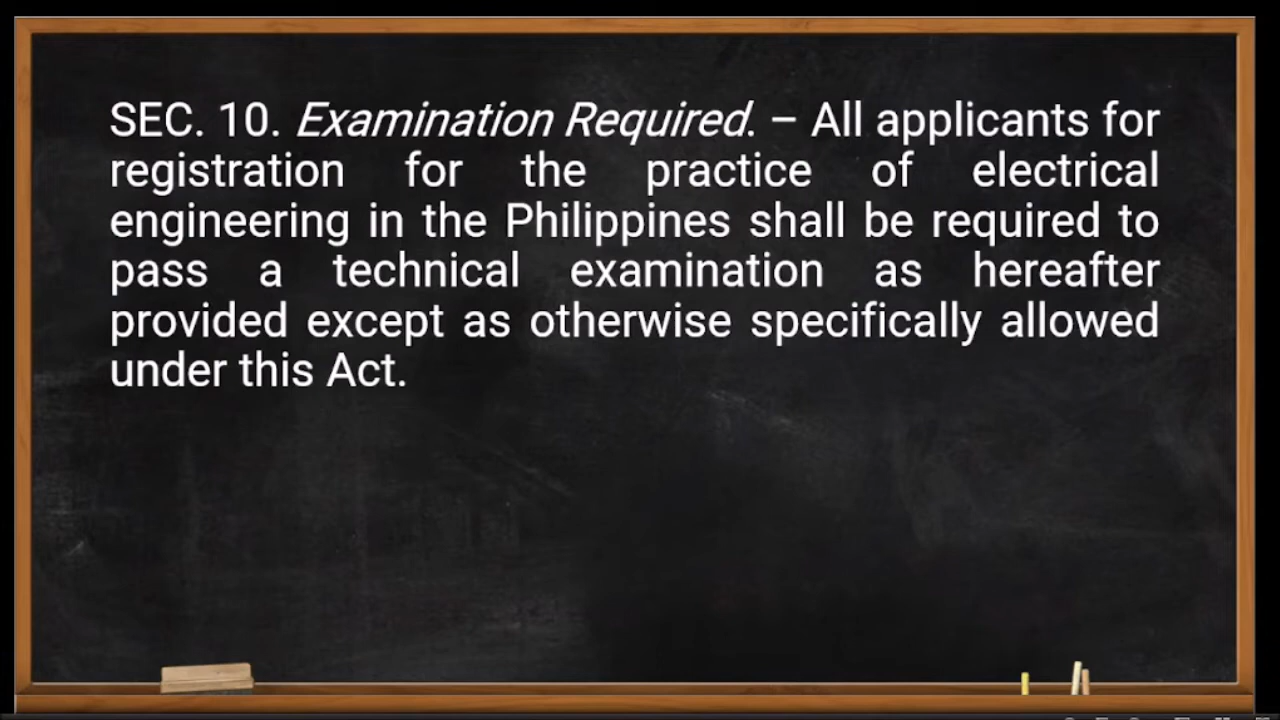 SEC. 10. Examination Required. – All applicants for
registration for the practice of electrical
engineering in the Philippines shall be required to
pass a technical examination as hereafter
provided except as otherwise specifically allowed
under this Act.